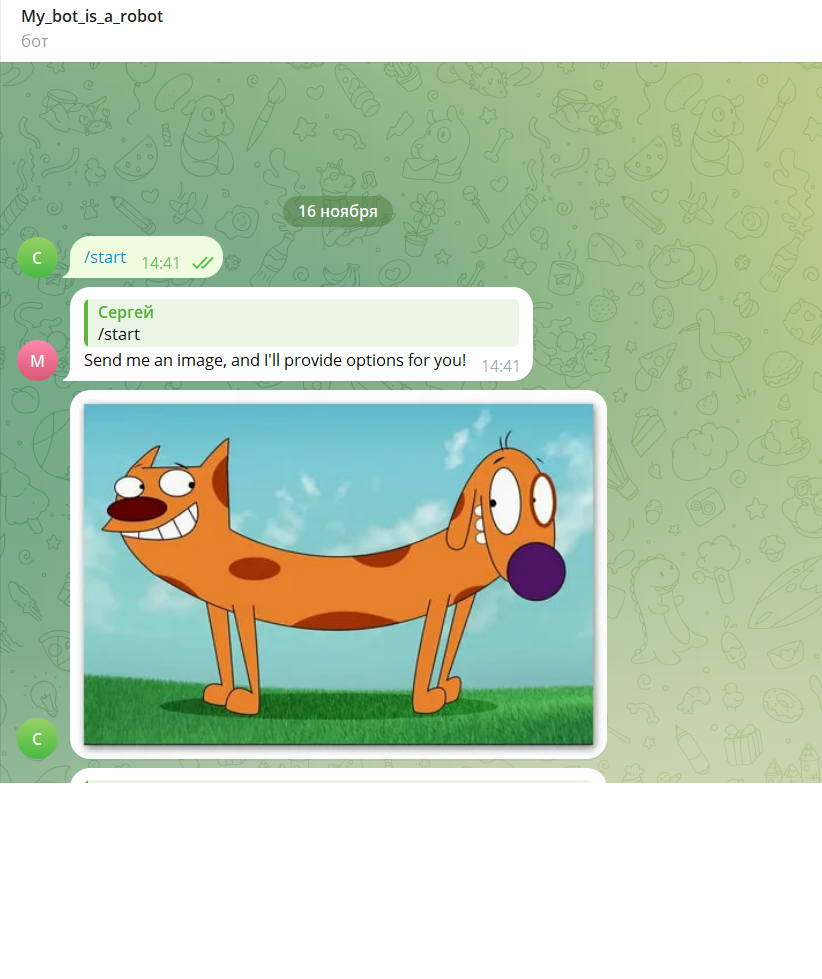 My_bot_is_a_robot
бот
16 ноября
С
/start 14:41
Сергей
/start
М
Send me an image, and I'll provide options for you! 14:41
С